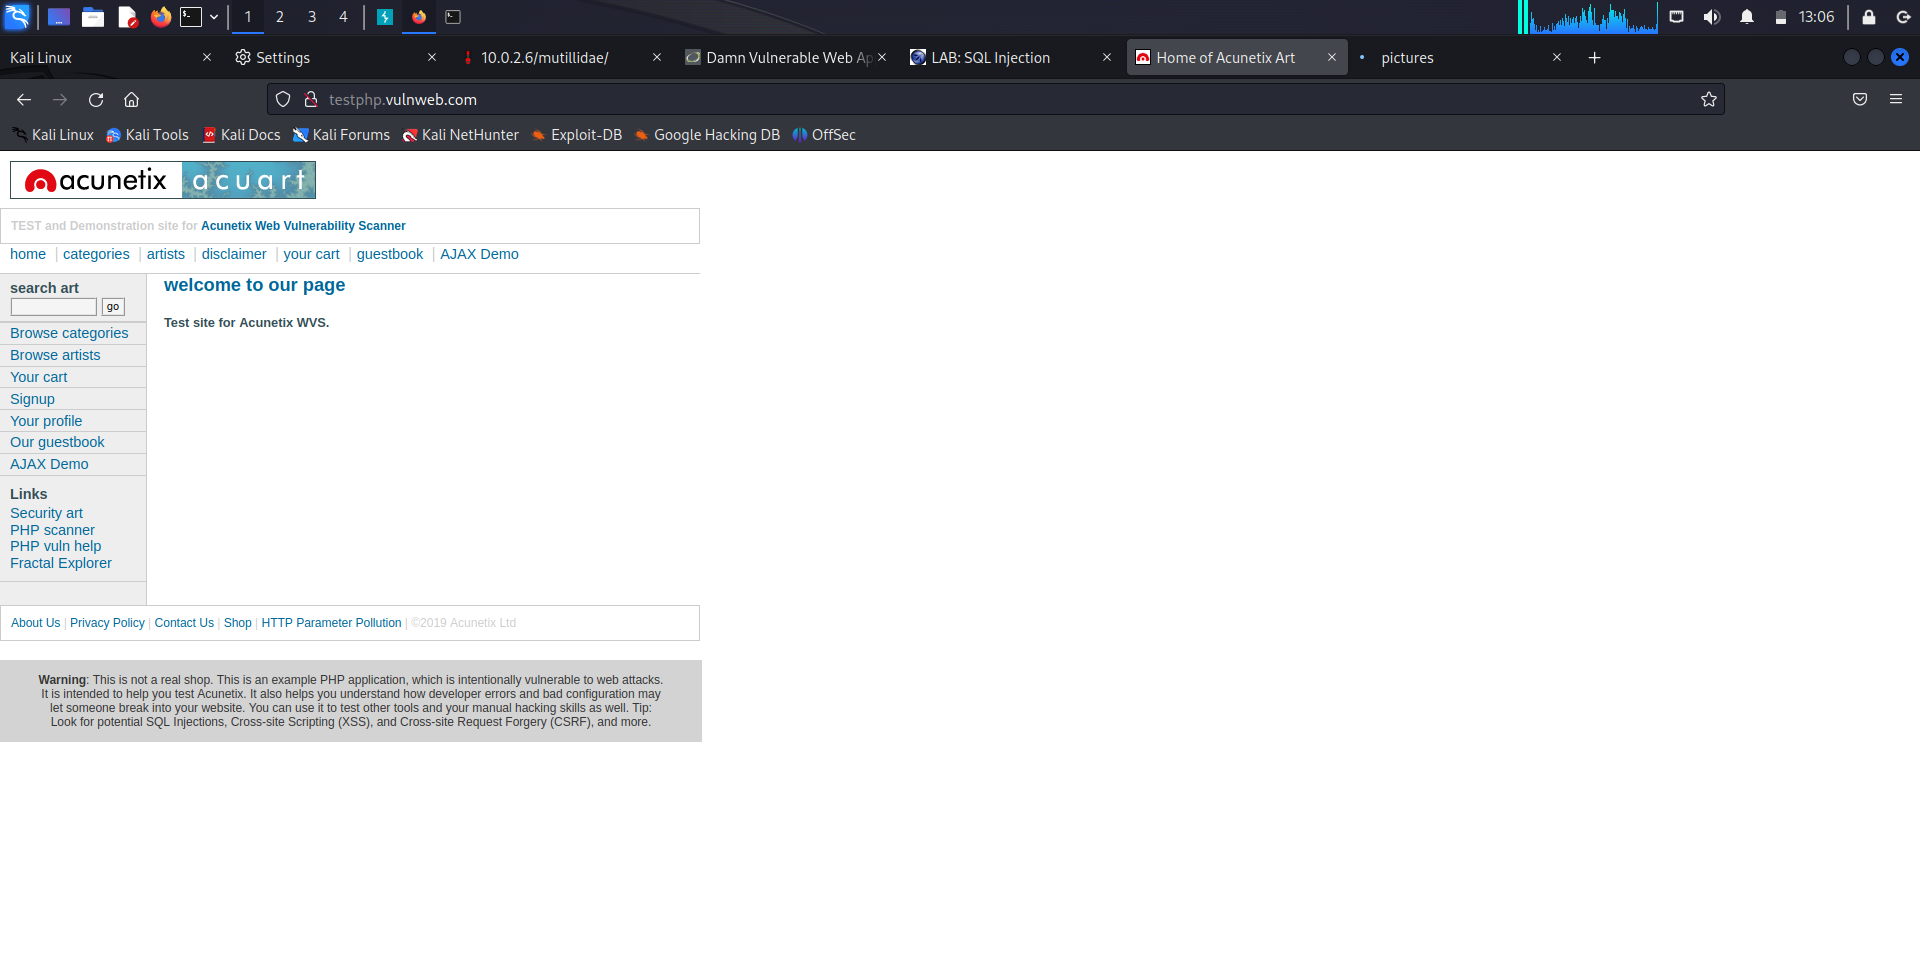 1 2 3 4 13:06
Kali Linux Settings 10.0.2.6/mutillidae/ Damn Vulnerable Web Ap LAB: SQL Injection Home of Acunetix Art pictures
testphp.vulnweb.com
Kali Linux Kali Tools Kali Docs Kali Forums Kali NetHunter Exploit-DB Google Hacking DB OffSec
acunetix acuart
TEST and Demonstration site for Acunetix Web Vulnerability Scanner
home | categories | artists | disclaimer | your cart | guestbook | AJAX Demo
search art
go
Browse categories
Browse artists
Your cart
Signup
Your profile
Our guestbook
AJAX Demo
Links
Security art
PHP scanner
PHP vuln help
Fractal Explorer
welcome to our page
Test site for Acunetix WVS.
About Us | Privacy Policy | Contact Us | Shop | HTTP Parameter Pollution | ©2019 Acunetix Ltd
Warning: This is not a real shop. This is an example PHP application, which is intentionally vulnerable to web attacks.
It is intended to help you test Acunetix. It also helps you understand how developer errors and bad configuration may
let someone break into your website. You can use it to test other tools and your manual hacking skills as well. Tip:
Look for potential SQL Injections, Cross-site Scripting (XSS), and Cross-site Request Forgery (CSRF), and more.